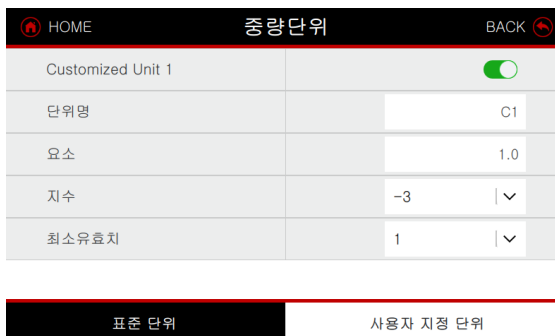 HOME 중량단위 BACK
Customized Unit 1
단위명 C1
요소 1.0
지수 -3
최소유효치 1
표준 단위 사용자 지정 단위